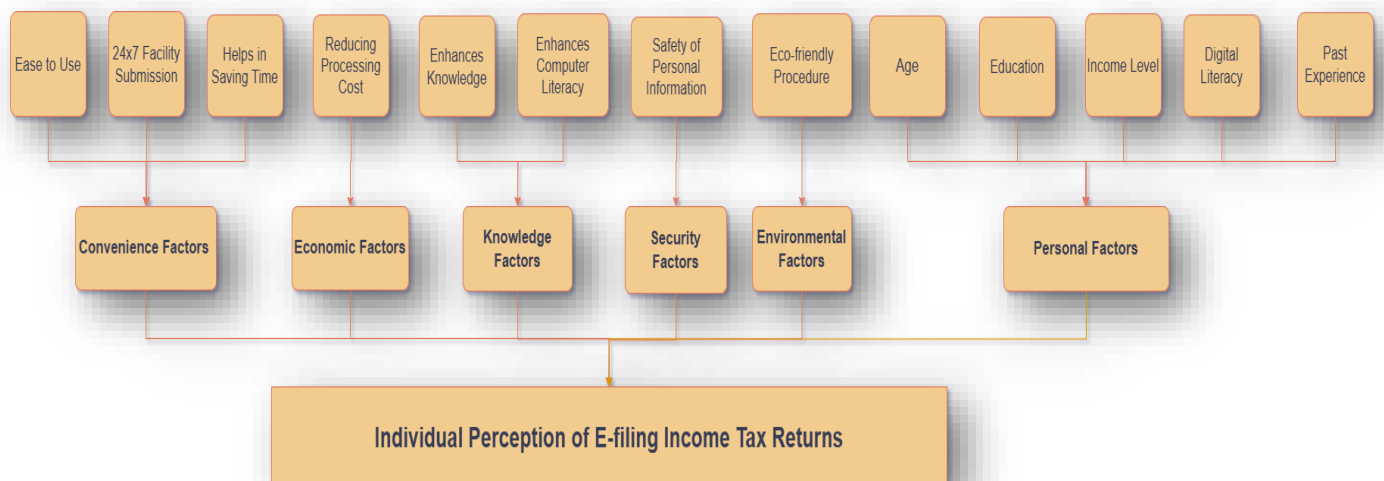 Ease to Use
24x7 Facility
Submission
Helps in
Saving Time
Reducing
Processing
Cost
Enhances
Knowledge
Enhances
Computer
Literacy
Safety of
Personal
Information
Eco-friendly
Procedure
Age
Education
Income Level
Digital
Literacy
Past
Experience
Convenience Factors
Economic Factors
Knowledge
Factors
Security
Factors
Environmental
Factors
Personal Factors
Individual Perception of E-filing Income Tax Returns